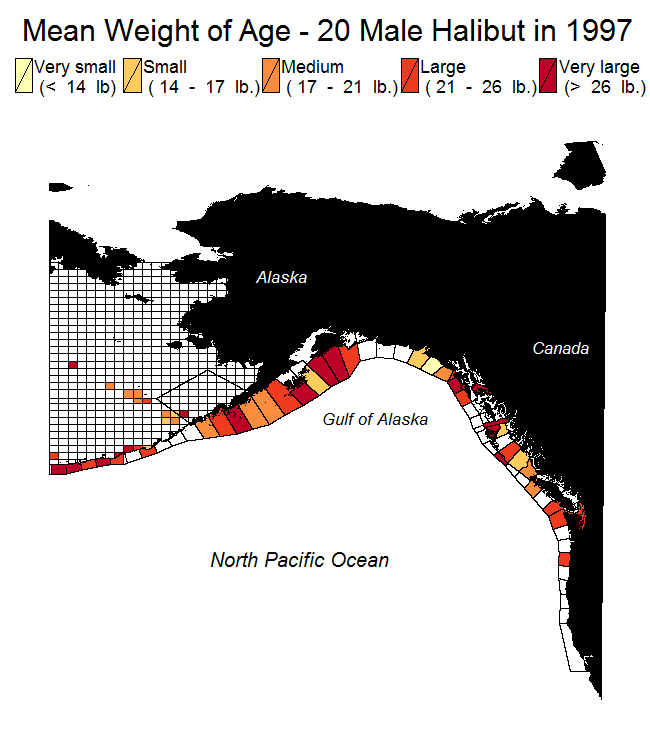 Mean Weight of Age - 20 Male Halibut in 1997
Very small Small Medium Large Very large
(< 14 lb) ( 14 - 17 lb.) ( 17 - 21 lb.) ( 21 - 26 lb.) (> 26 lb.)
Alaska
Canada
Gulf of Alaska
North Pacific Ocean